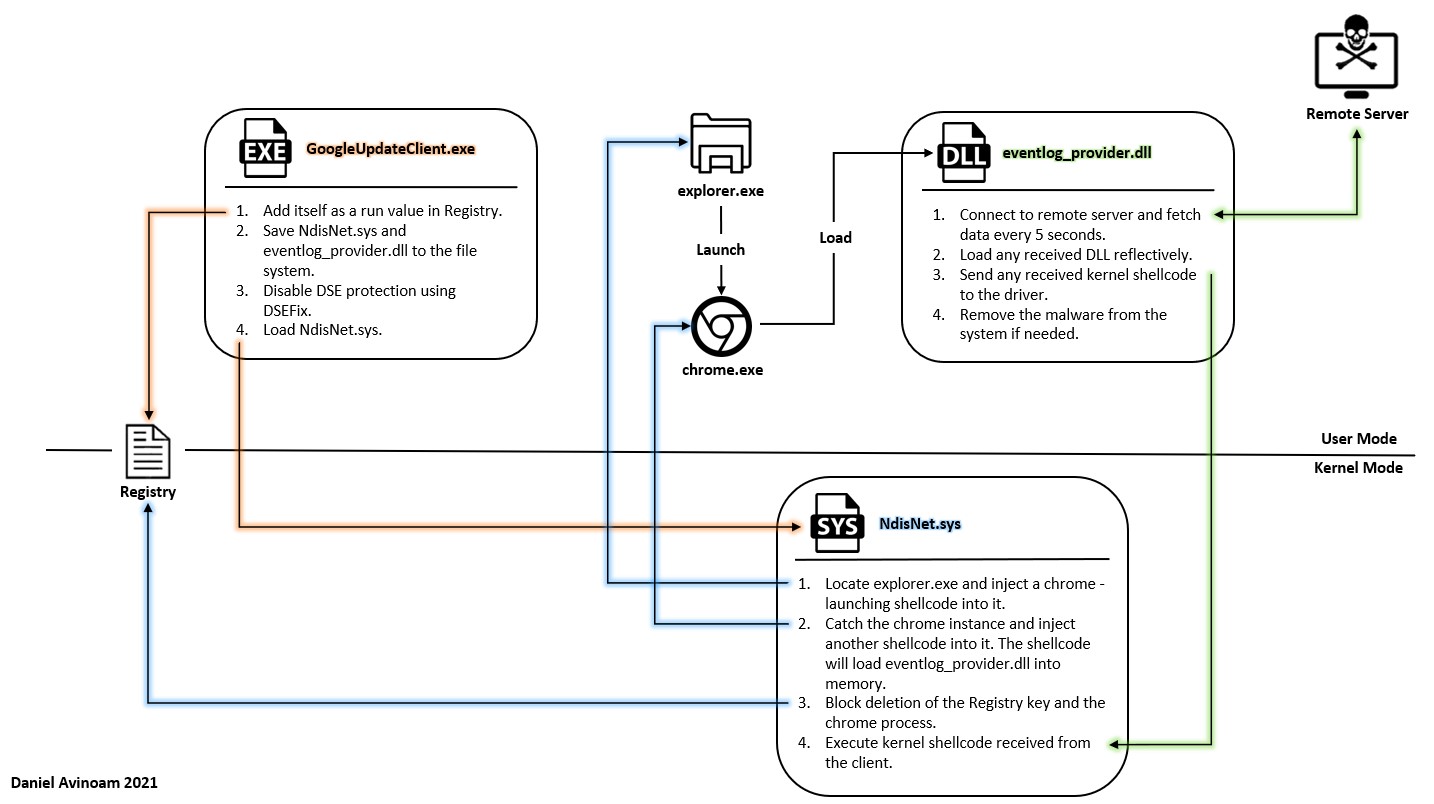 Remote Server
EXE
GoogleUpdateClient.exe
1. Add itself as a run value in Registry.
2. Save NdisNet.sys and
eventlog_provider.dll to the file
system.
3. Disable DSE protection using
DSEFix.
4. Load NdisNet.sys.
explorer.exe
Launch
chrome.exe
Load
DLL
eventlog_provider.dll
1. Connect to remote server and fetch
data every 5 seconds.
2. Load any received DLL reflectively.
3. Send any received kernel shellcode
to the driver.
4. Remove the malware from the
system if needed.
User Mode
Kernel Mode
Registry
SYS
NdisNet.sys
1. Locate explorer.exe and inject a chrome -
launching shellcode into it.
2. Catch the chrome instance and inject
another shellcode into it. The shellcode
will load eventlog_provider.dll into
memory.
3. Block deletion of the Registry key and the
chrome process.
4. Execute kernel shellcode received from
the client.
Daniel Avinoam 2021